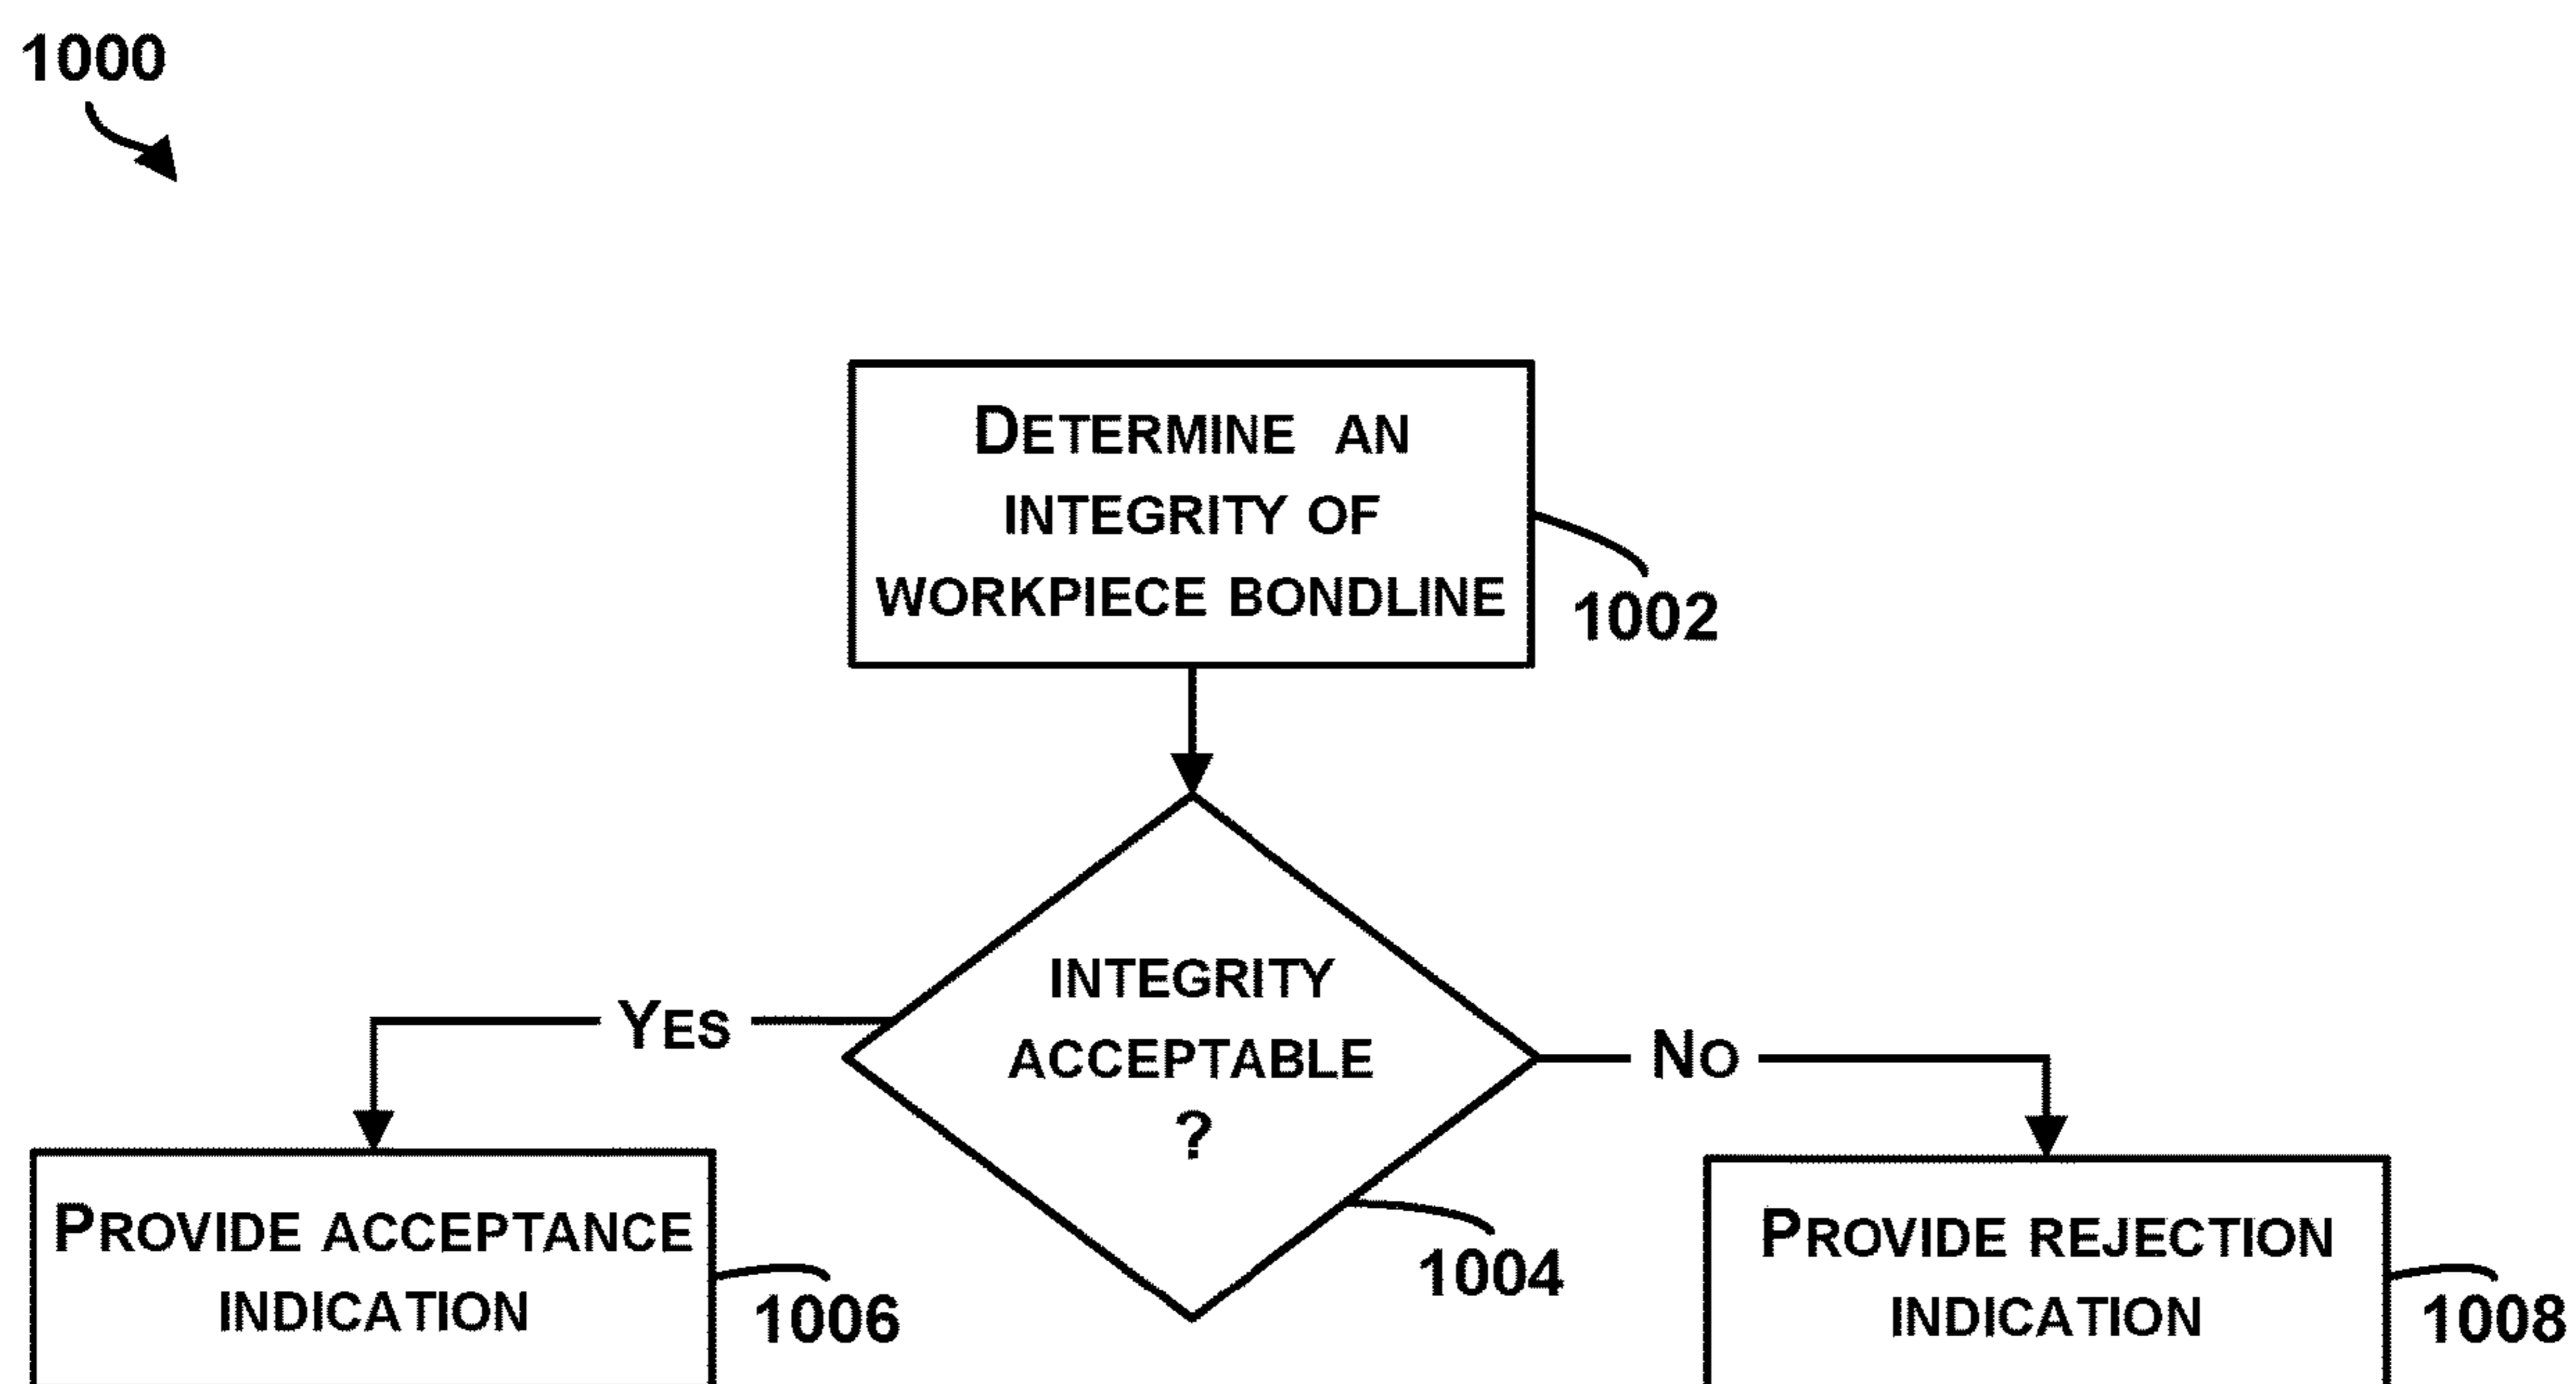 1000
DETERMINE AN
INTEGRITY OF
WORKPIECE BONDLINE
1002
INTEGRITY
ACCEPTABLE
?
YES
NO
1004
PROVIDE ACCEPTANCE
INDICATION
1006
PROVIDE REJECTION
INDICATION
1008